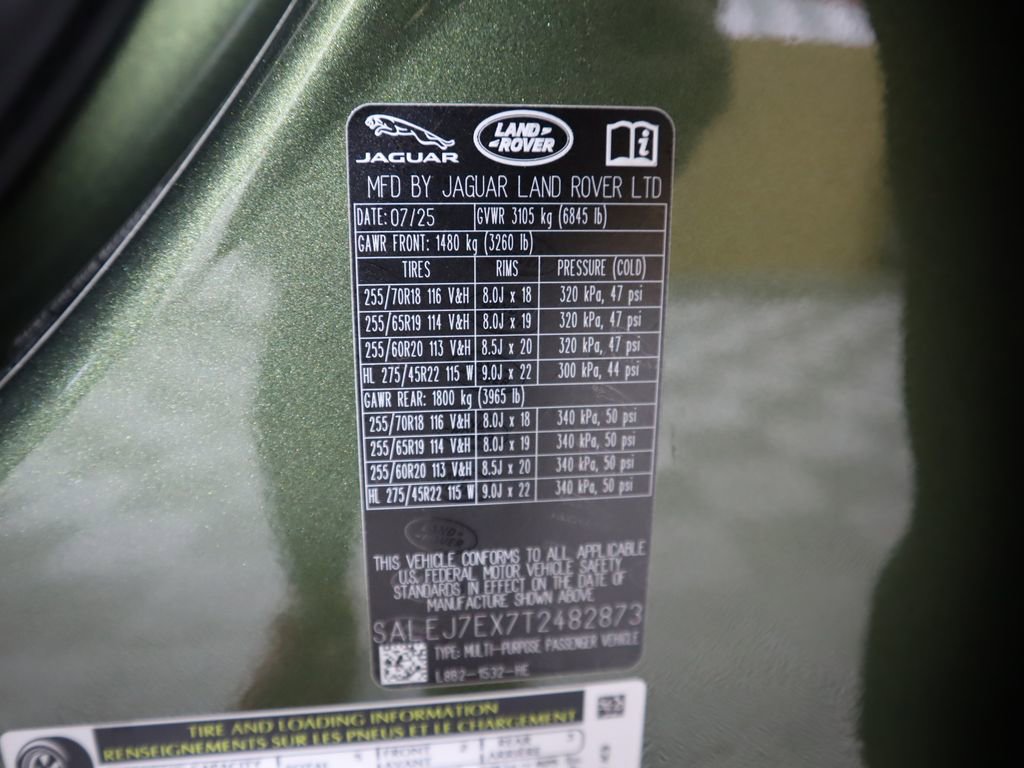 JAGUAR
LAND ROVER
i
MFD BY JAGUAR LAND ROVER LTD
DATE: 07/25 GVWR 3105 kg (6845 lb)
GAWR FRONT: 1480 kg (3260 lb)
TIRES RIMS PRESSURE (COLD)
255/70R18 116 V&H 8.0J x 18 320 kPa, 47 psi
255/65R19 114 V&H 8.0J x 19 320 kPa, 47 psi
255/60R20 113 V&H 8.5J x 20 320 kPa, 47 psi
HL 275/45R22 115 W 9.0J x 22 300 kPa, 44 psi
GAWR REAR: 1800 kg (3965 lb)
255/70R18 116 V&H 8.0J x 18 340 kPa, 50 psi
255/65R19 114 V&H 8.0J x 19 340 kPa, 50 psi
255/60R20 113 V&H 8.5J x 20 340 kPa, 50 psi
HL 275/45R22 115 W 9.0J x 22 340 kPa, 50 psi
LAND ROVER
THIS VEHICLE CONFORMS TO ALL APPLICABLE
U.S. FEDERAL MOTOR VEHICLE SAFETY
STANDARDS IN EFFECT ON THE DATE OF
MANUFACTURE SHOWN ABOVE
SALEJ7EX7T2482873
TYPE: MULTI-PURPOSE PASSENGER VEHICLE
L8B2-1532-HE
TIRE AND LOADING INFORMATION
RENSEIGNEMENTS SUR LES PNEUS ET LE CHARGEMENT
FRONT REAR
AVANT ARRIÈRE